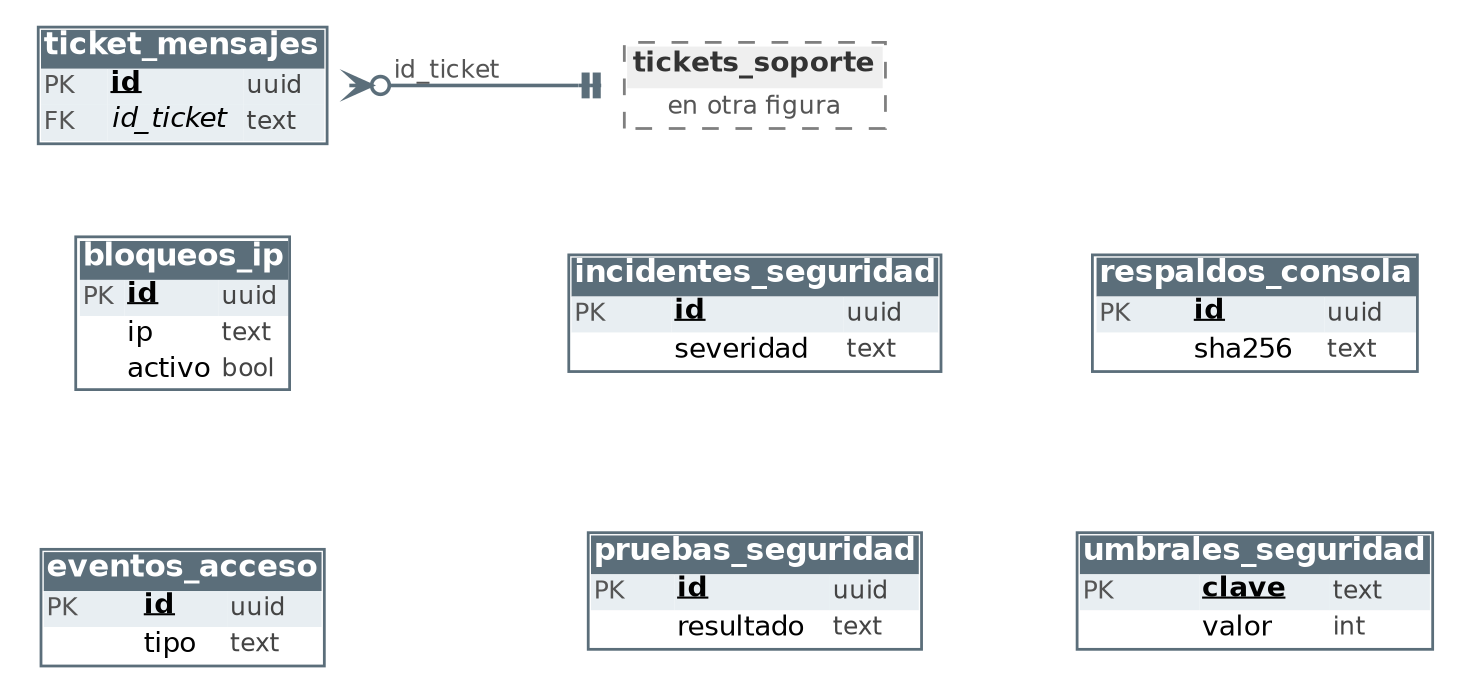 ticket_mensajes
PK id uuid
FK id_ticket text
id_ticket
tickets_soporte
en otra figura
bloqueos_ip
PK id uuid
ip text
activo bool
incidentes_seguridad
PK id uuid
severidad text
respaldos_consola
PK id uuid
sha256 text
eventos_acceso
PK id uuid
tipo text
pruebas_seguridad
PK id uuid
resultado text
umbrales_seguridad
PK clave text
valor int